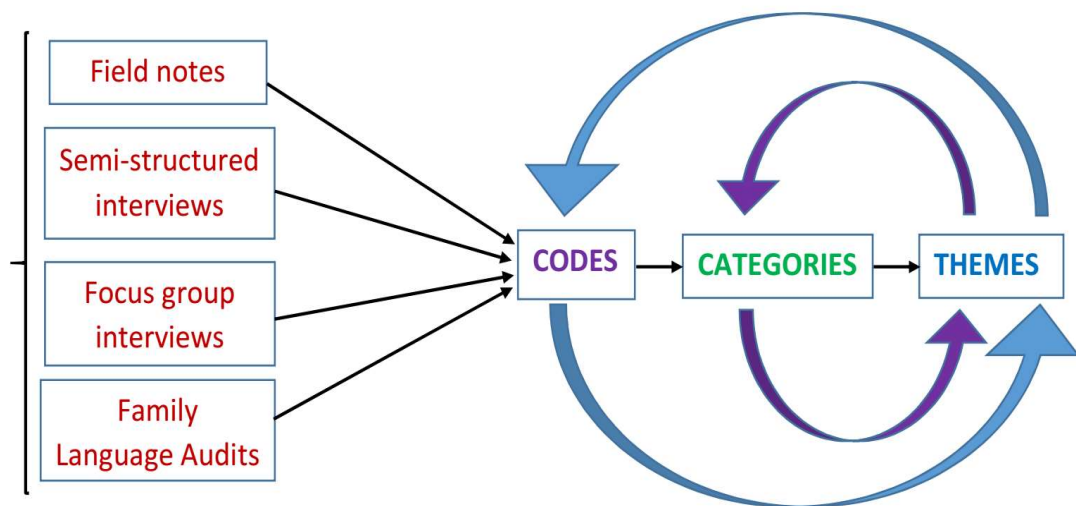 Field notes
Semi-structured
interviews
Focus group
interviews
Family
Language Audits
CODES
CATEGORIES
THEMES